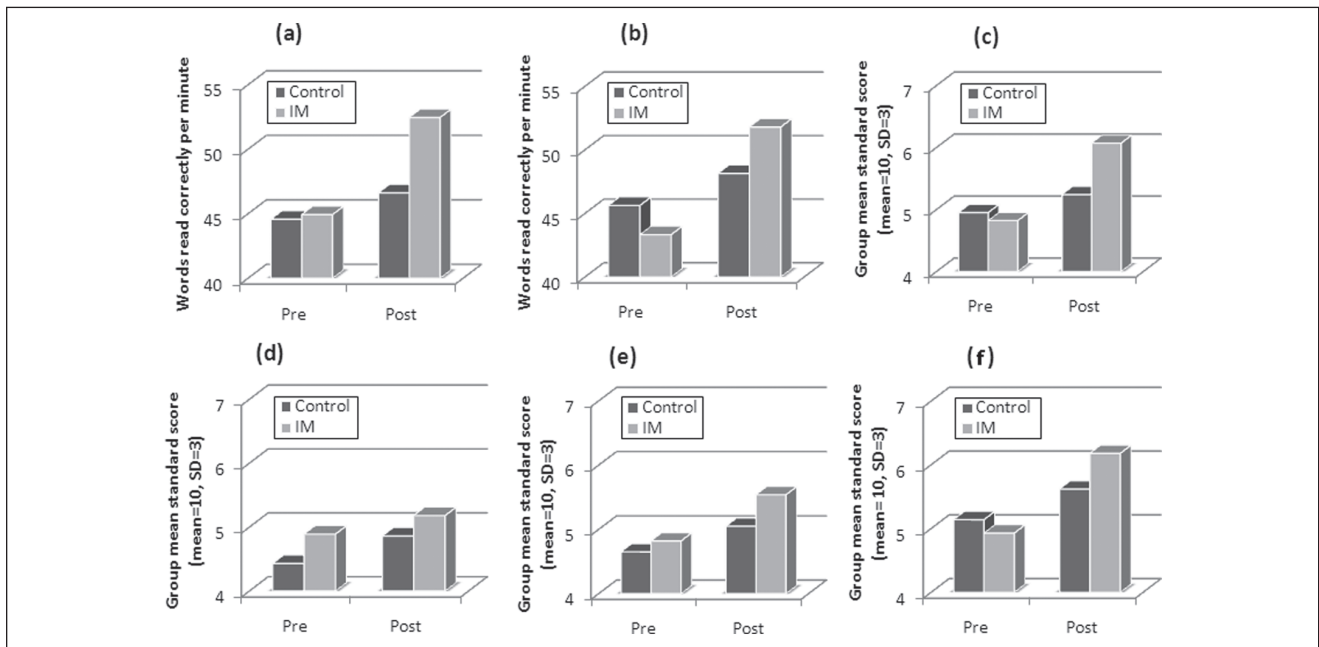 (a)
Words read correctly per minute
55
50
45
40
Control
IM
Pre
Post
(b)
Words read correctly per minute
55
50
45
40
Control
IM
Pre
Post
(c)
Group mean standard score
(mean=10, SD=3)
7
6
5
4
Control
IM
Pre
Post
(d)
Group mean standard score
(mean=10, SD=3)
7
6
5
4
Control
IM
Pre
Post
(e)
Group mean standard score
(mean=10, SD=3)
7
6
5
4
Control
IM
Pre
Post
(f)
Group mean standard score
(mean= 10, SD=3)
7
6
5
4
Control
IM
Pre
Post